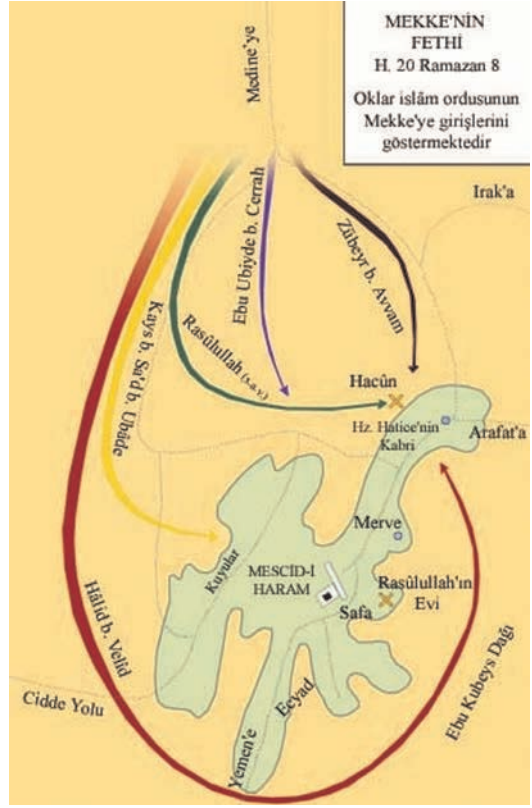 MEKKE'NİN
FETHİ
H. 20 Ramazan 8
Oklar islâm ordusunun
Mekke'ye girişlerini
göstermektedir
Medine'ye
Irak'a
Zübeyr b. Avvam
Ebu Ubiyde b. Cerrah
Rasûlullah (s.a.v.)
Kays b. Sa'd b. Ubâde
Hacûn
Hz. Hatice'nin
Kabri
Arafat'a
Merve
Kuyular
MESCİD-İ
HARAM
Rasûlullah'ın
Evi
Safa
Hâlid b. Velid
Ebu Kubeys Dağı
Ecyad
Cidde Yolu
Yemen'e